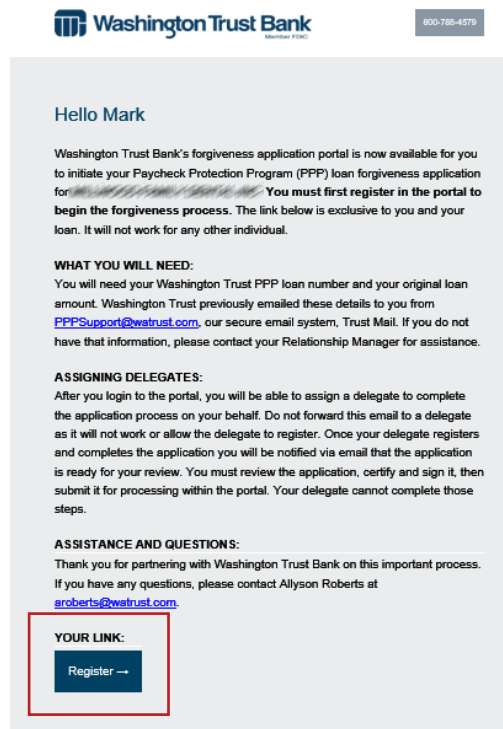 Washington Trust Bank
Member FDIC
800-788-4579
Hello Mark
Washington Trust Bank's forgiveness application portal is now available for you
to initiate your Paycheck Protection Program (PPP) loan forgiveness application
for You must first register in the portal to
begin the forgiveness process. The link below is exclusive to you and your
loan. It will not work for any other individual.
WHAT YOU WILL NEED:
You will need your Washington Trust PPP loan number and your original loan
amount. Washington Trust previously emailed these details to you from
PPPSupport@watrust.com, our secure email system, Trust Mail. If you do not
have that information, please contact your Relationship Manager for assistance.
ASSIGNING DELEGATES:
After you login to the portal, you will be able to assign a delegate to complete
the application process on your behalf. Do not forward this email to a delegate
as it will not work or allow the delegate to register. Once your delegate registers
and completes the application you will be notified via email that the application
is ready for your review. You must review the application, certify and sign it, then
submit it for processing within the portal. Your delegate cannot complete those
steps.
ASSISTANCE AND QUESTIONS:
Thank you for partnering with Washington Trust Bank on this important process.
If you have any questions, please contact Allyson Roberts at
aroberts@watrust.com.
YOUR LINK:
Register →